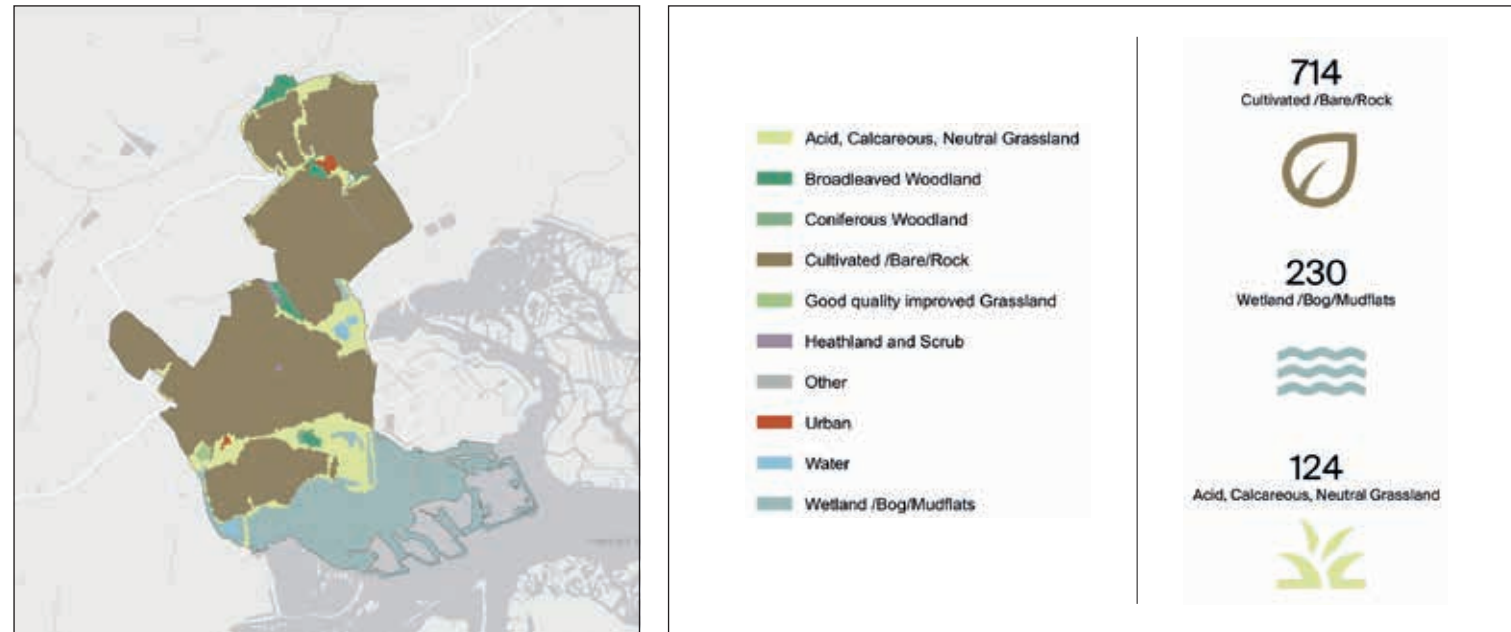 Acid, Calcareous, Neutral Grassland
Broadleaved Woodland
Coniferous Woodland
Cultivated /Bare/Rock
Good quality improved Grassland
Heathland and Scrub
Other
Urban
Water
Wetland /Bog/Mudflats
714
Cultivated /Bare/Rock
230
Wetland /Bog/Mudflats
124
Acid, Calcareous, Neutral Grassland